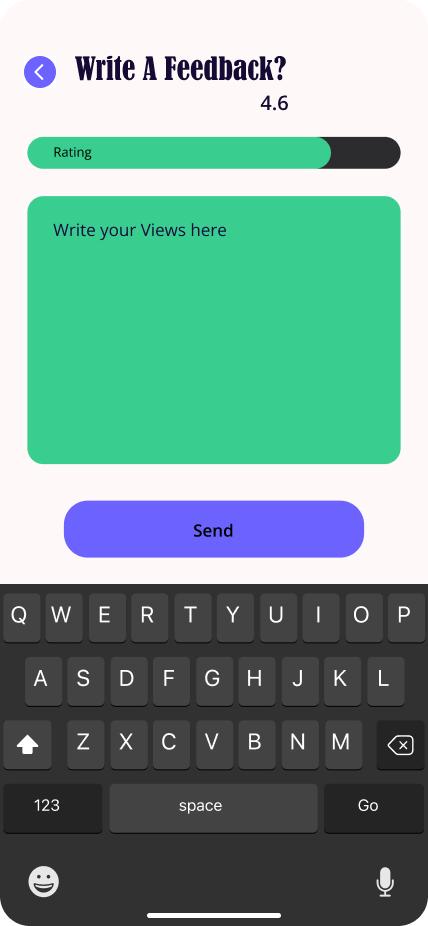 Write A Feedback?
4.6
Rating
Write your Views here
Send
Q W E R T Y U I O P
A S D F G H J K L
Z X C V B N M
123 space Go